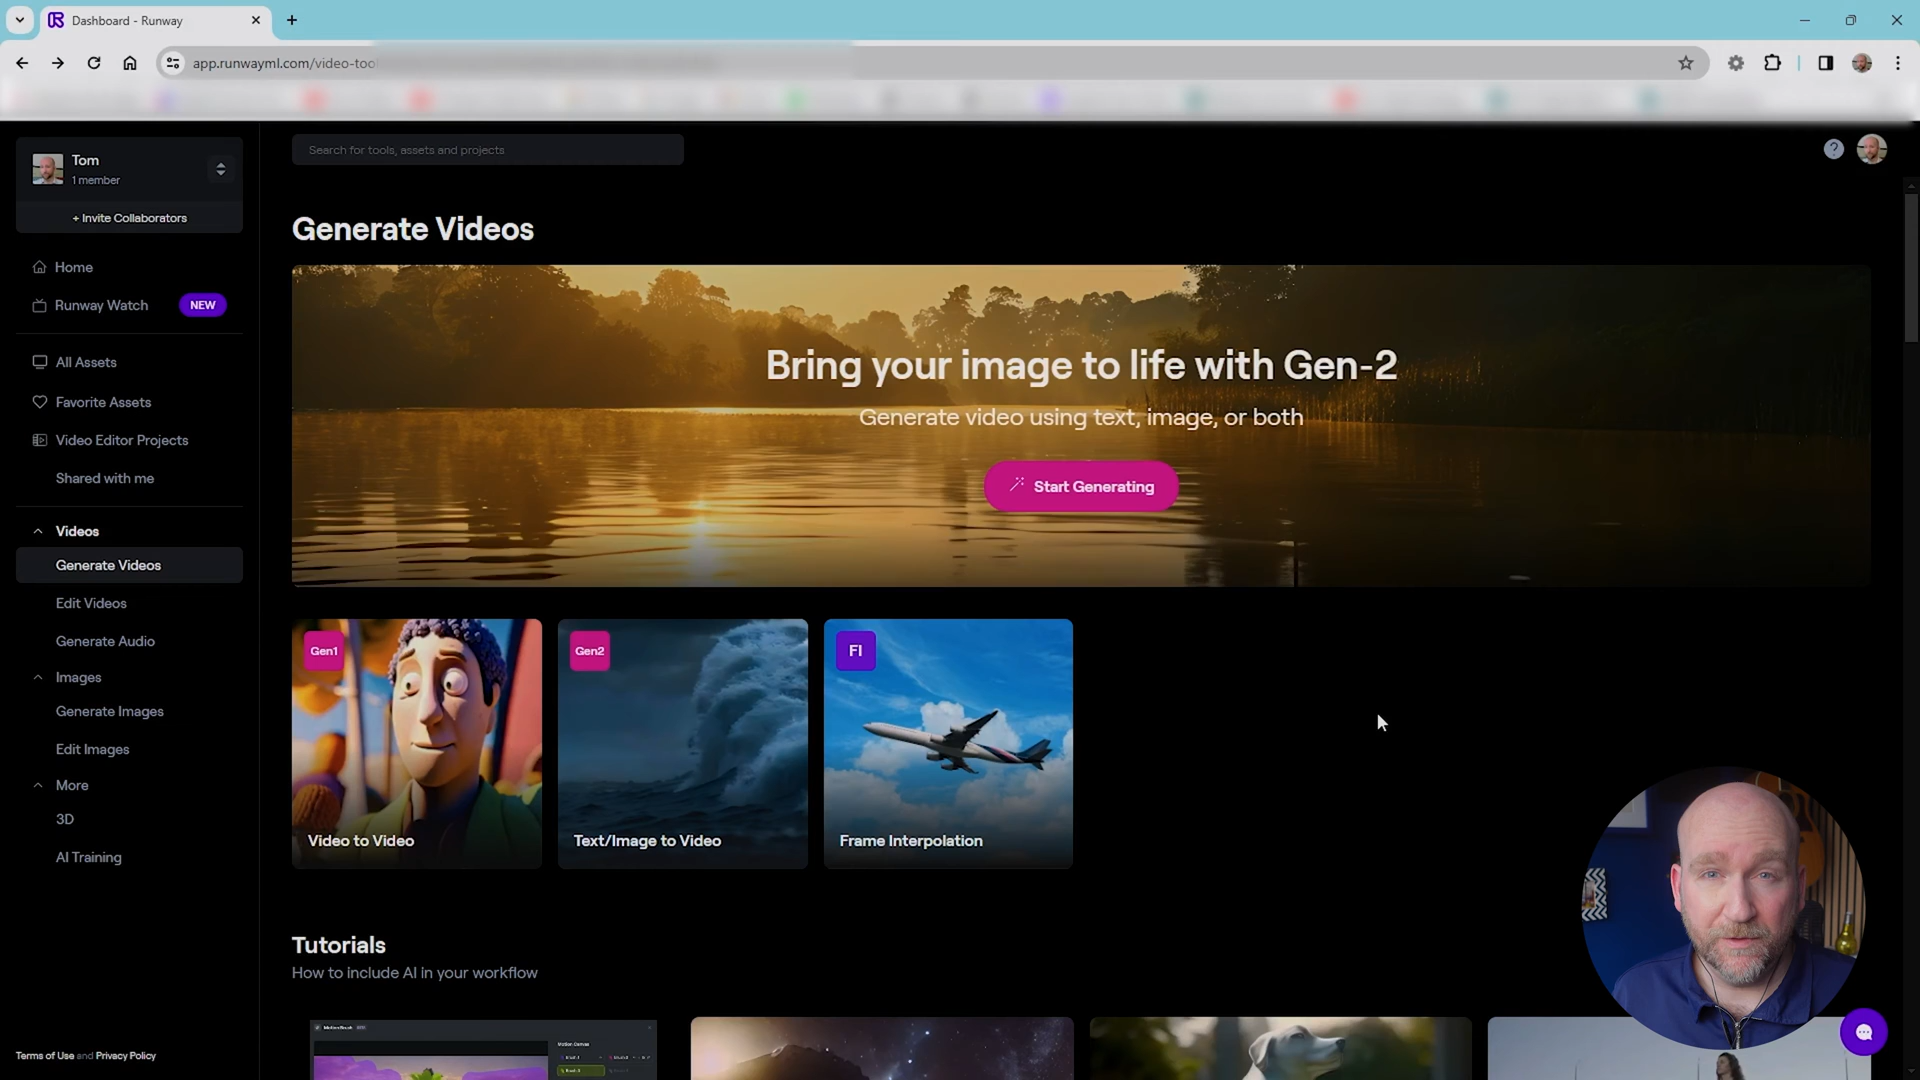 Dashboard - Runway
app.runwayml.com/video-too
Tom
1 member
+ Invite Collaborators
Home
Runway Watch NEW
All Assets
Favorite Assets
Video Editor Projects
Shared with me
Videos
Generate Videos
Edit Videos
Generate Audio
Images
Generate Images
Edit Images
More
3D
AI Training
Terms of Use and Privacy Policy
Search for tools, assets and projects
?
Generate Videos
Bring your image to life with Gen-2
Generate video using text, image, or both
Start Generating
Gen1
Video to Video
Gen2
Text/Image to Video
FI
Frame Interpolation
Tutorials
How to include AI in your workflow
Motion Canvas